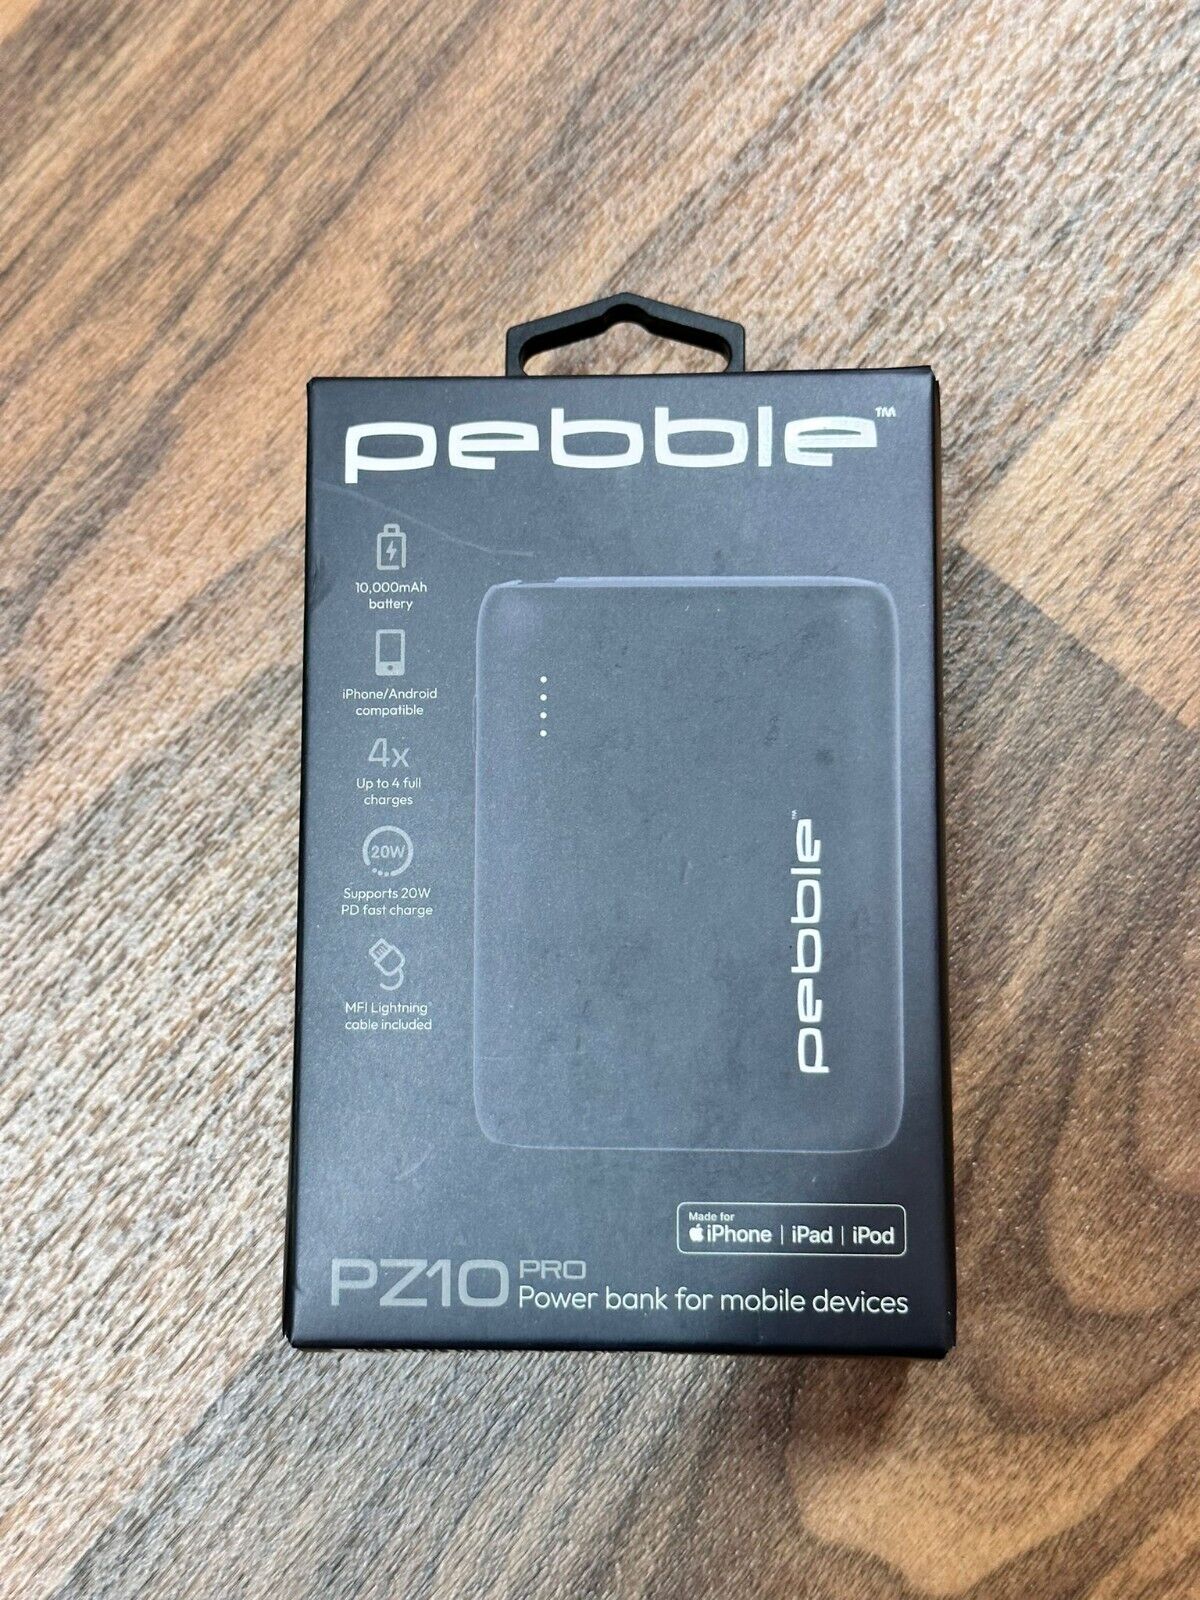 pebble™
10,000mAh
battery
iPhone/Android
compatible
4x
Up to 4 full
charges
20W
Supports 20W
PD fast charge
MFI Lightning
cable included
pebble™
Made for
iPhone | iPad | iPod
PZ10 PRO
Power bank for mobile devices